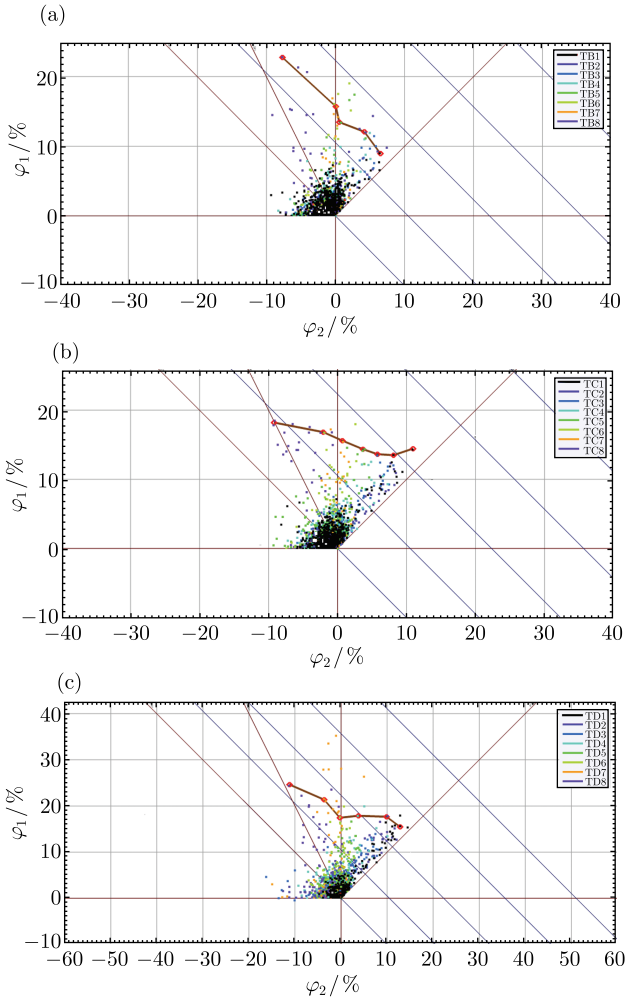 (a)
TB1
TB2
TB3
TB4
TB5
TB6
TB7
TB8
φ1/%
20
10
0
−10
−40 −30 −20 −10 0 10 20 30 40
φ2/%
(b)
TC1
TC2
TC3
TC4
TC5
TC6
TC7
TC8
φ1/%
20
10
0
−10
−40 −30 −20 −10 0 10 20 30 40
φ2/%
(c)
TD1
TD2
TD3
TD4
TD5
TD6
TD7
TD8
φ1/%
40
30
20
10
0
−10
−60 −50 −40 −30 −20 −10 0 10 20 30 40 50 60
φ2/%